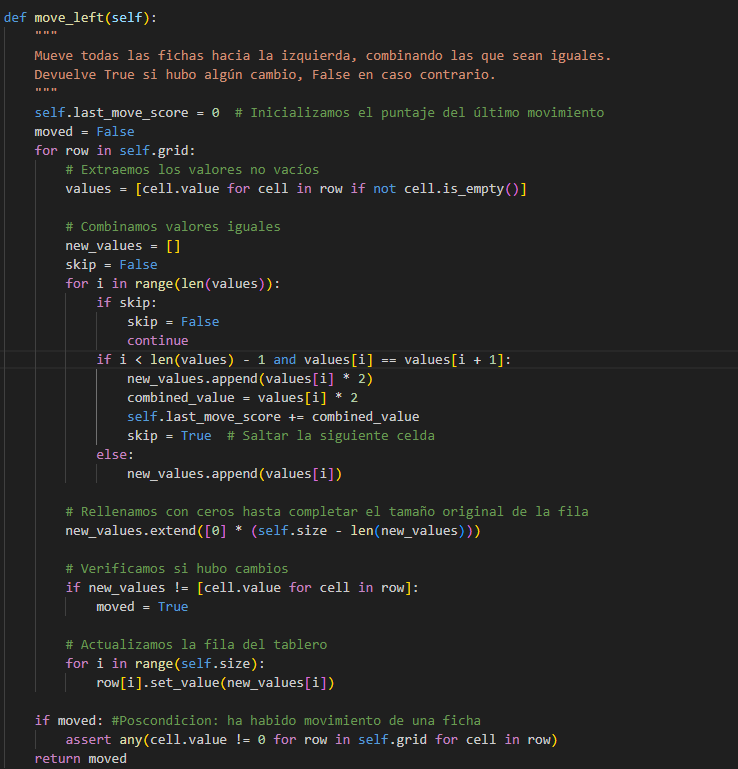 def move_left(self):
    """
    Mueve todas las fichas hacia la izquierda, combinando las que sean iguales.
    Devuelve True si hubo algún cambio, False en caso contrario.
    """
    self.last_move_score = 0  # Inicializamos el puntaje del último movimiento
    moved = False
    for row in self.grid:
        # Extraemos los valores no vacíos
        values = [cell.value for cell in row if not cell.is_empty()]

        # Combinamos valores iguales
        new_values = []
        skip = False
        for i in range(len(values)):
            if skip:
                skip = False
                continue
            if i < len(values) - 1 and values[i] == values[i + 1]:
                new_values.append(values[i] * 2)
                combined_value = values[i] * 2
                self.last_move_score += combined_value
                skip = True  # Saltar la siguiente celda
            else:
                new_values.append(values[i])

        # Rellenamos con ceros hasta completar el tamaño original de la fila
        new_values.extend([0] * (self.size - len(new_values)))

        # Verificamos si hubo cambios
        if new_values != [cell.value for cell in row]:
            moved = True

        # Actualizamos la fila del tablero
        for i in range(self.size):
            row[i].set_value(new_values[i])

    if moved: #Poscondicion: ha habido movimiento de una ficha
        assert any(cell.value != 0 for row in self.grid for cell in row)
    return moved